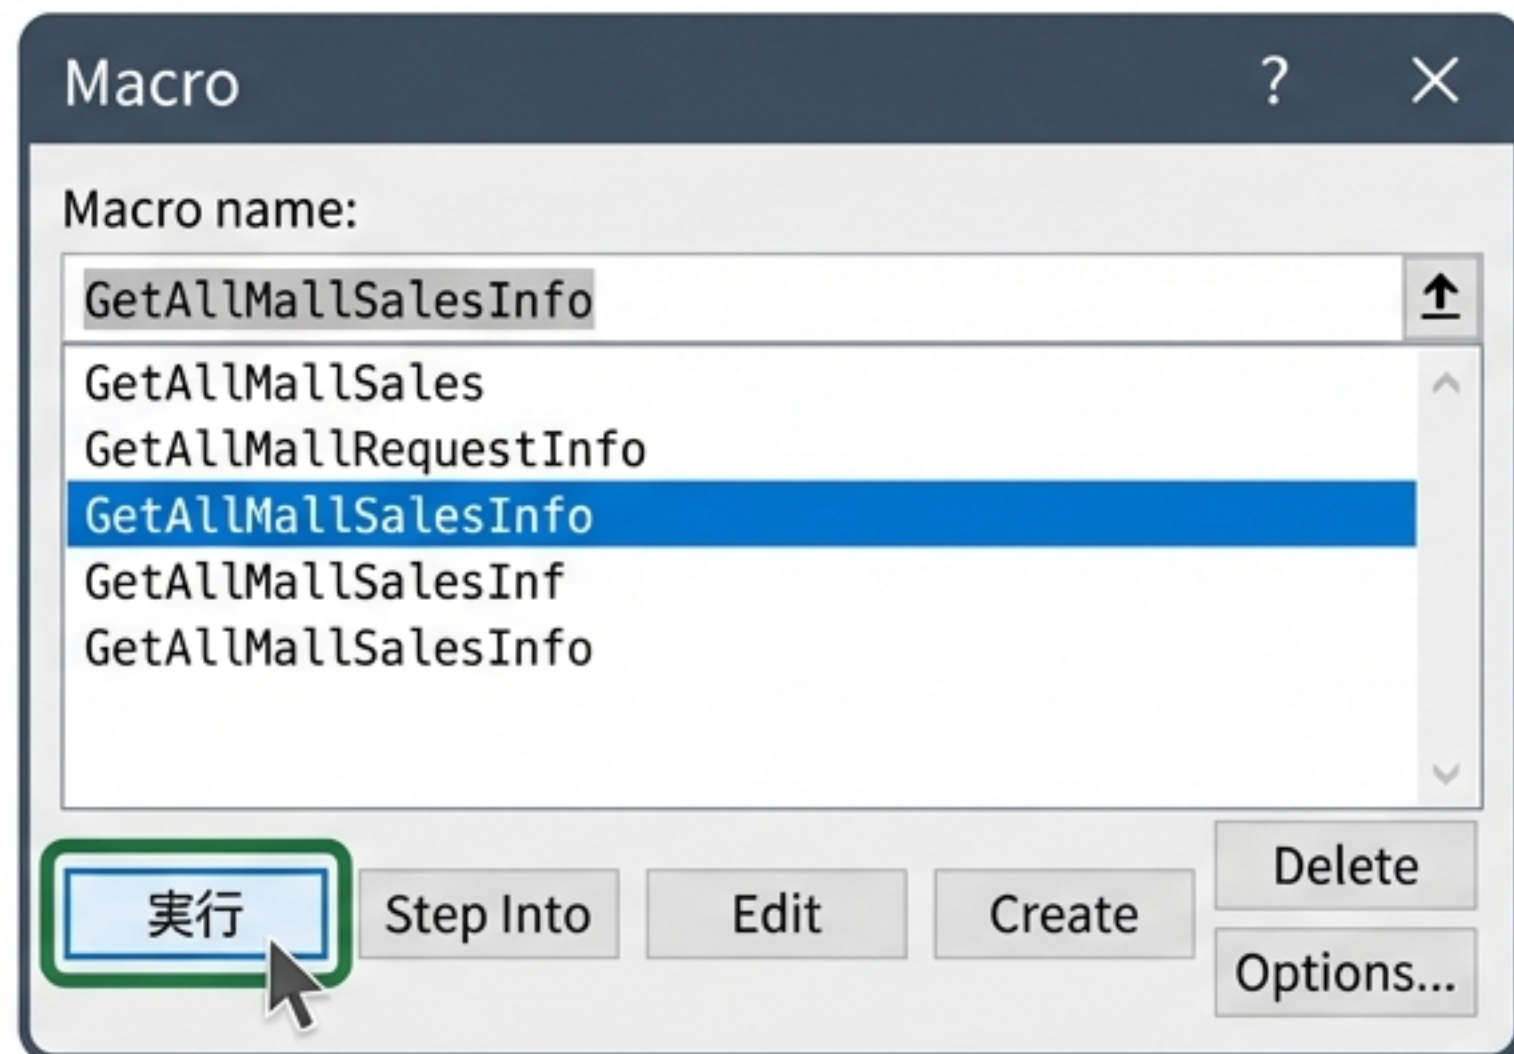 Macro
?
Macro name:
GetAllMallSalesInfo
GetAllMallSales
GetAllMallRequestInfo
GetAllMallSalesInfo
GetAllMallSalesInf
GetAllMallSalesInfo
実行
Step Into
Edit
Create
Delete
Options...